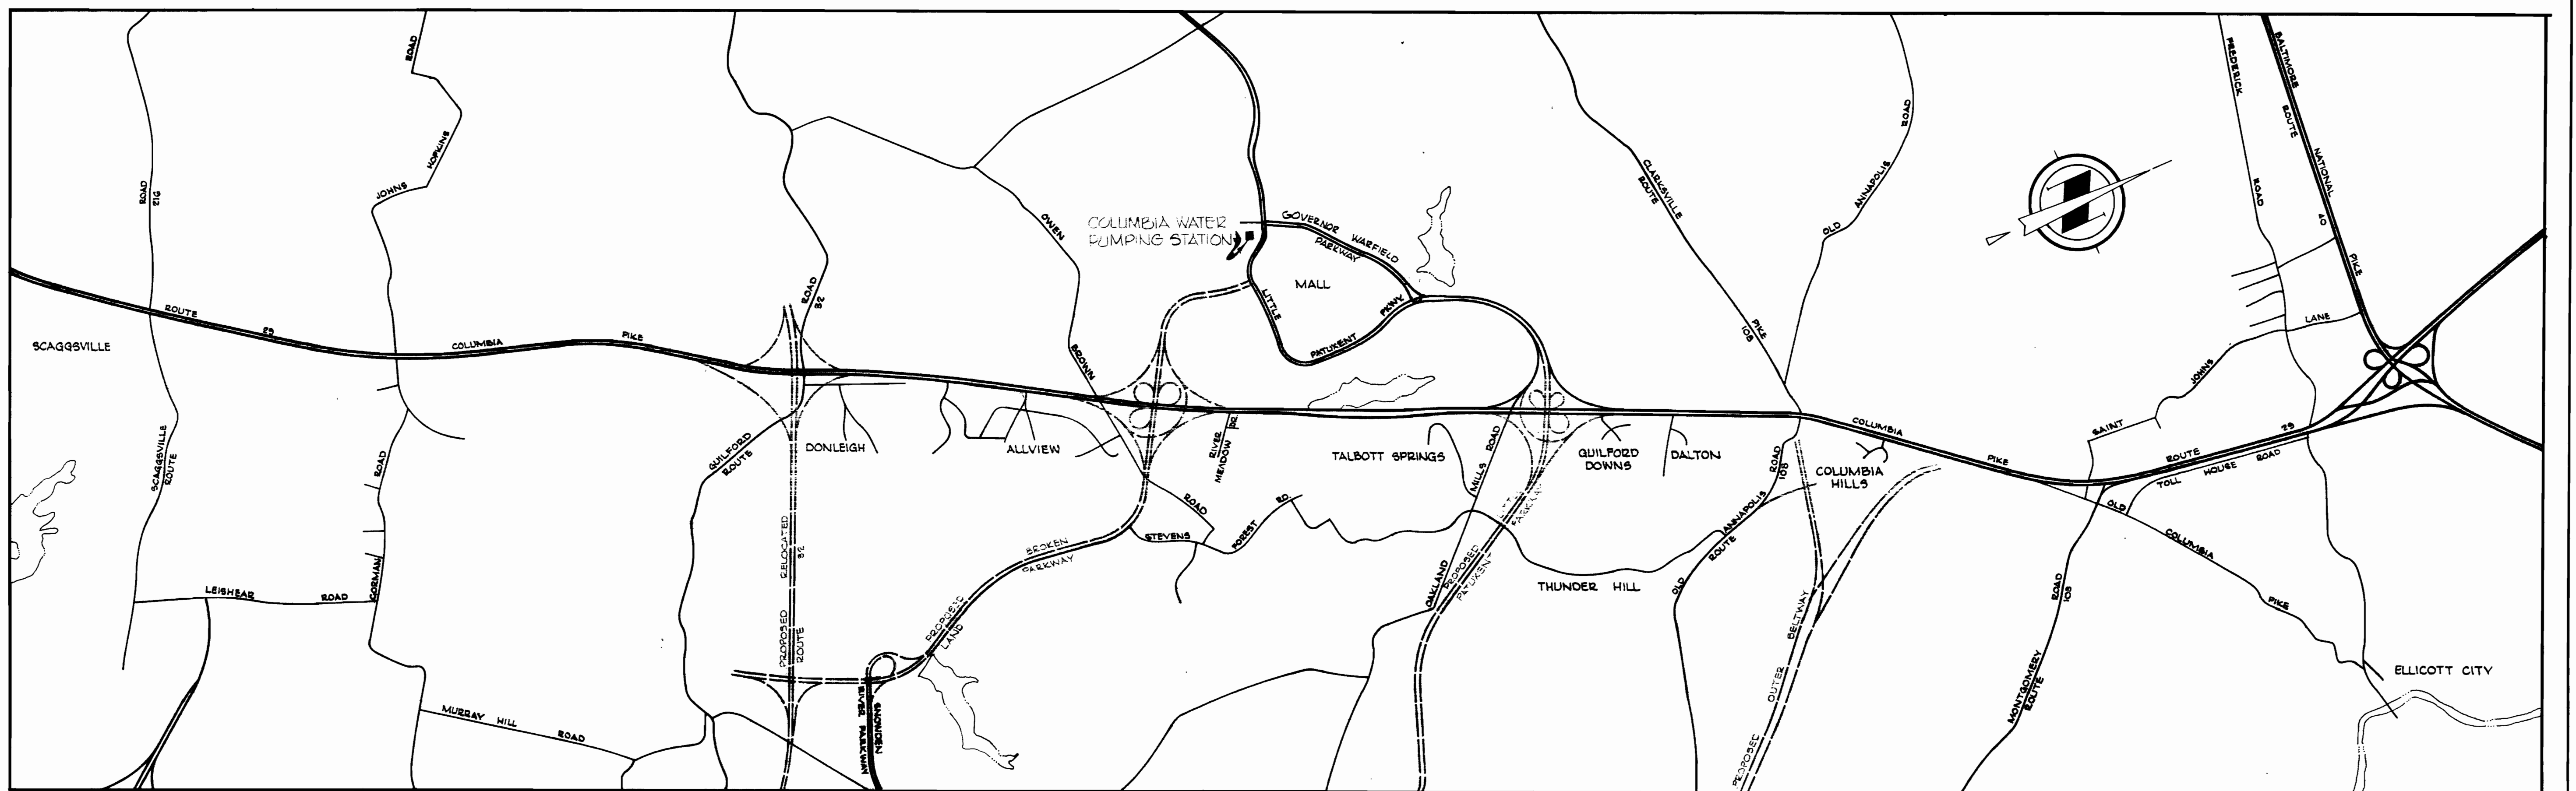 ROAD
216
ROAD
HOPKINS
JOHNS
ROAD
32
OWEN
BROWN
COLUMBIA WATER
PUMPING STATION
GOVERNOR WARFIELD
PARKWAY
MALL
LITTLE
PATUXENT
PKWY.
CLARKSVILLE
ROUTE
PIKE
108
ROAD
ANNAPOLIS
OLD
FREDERICK
ROAD
BALTIMORE
ROUTE
NATIONAL
40
PIKE
LANE
JOHNS
SAINT
SCAGGSVILLE
ROUTE
29
COLUMBIA
PIKE
COLUMBIA
PIKE
ROUTE
29
TOLL HOUSE ROAD
OLD
COLUMBIA
PIKE
SCAGGSVILLE
ROUTE
ROAD
GORMAN
LEISHEAR
ROAD
MURRAY HILL
ROAD
GUILFORD
ROUTE
DONLEIGH
ALLVIEW
RELOCATED
32
PROPOSED
ROUTE
RIVER
MEADOW
DR.
ROAD
STEVENS
FOREST
RD.
BROKEN
PARKWAY
PROPOSED
LAND
SNOWDEN
RIVER PARKWAY
TALBOTT SPRINGS
MILLS
ROAD
OAKLAND
PROPOSED
PATUXENT
PARKWAY
GUILFORD
DOWNS
DALTON
THUNDER HILL
ROAD
108
ANNAPOLIS
ROUTE
OLD
COLUMBIA
HILLS
BELTWAY
OUTER
PROPOSED
ROAD
103
MONTGOMERY
ROUTE
ELLICOTT CITY